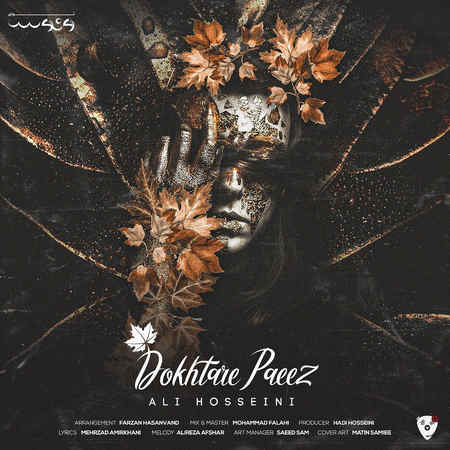 Dokhtare Paeez
ALI HOSSEINI
ARRANGEMENT FARZAN HASANVAND MIX & MASTER MOHAMMAD FALAHI PRODUCER HADI HOSSEINI
LYRICS MEHRZAD AMIRKHANI MELODY ALIREZA AFSHAR ART MANAGER SAEED SAM COVER ART MATIN SAMIEE